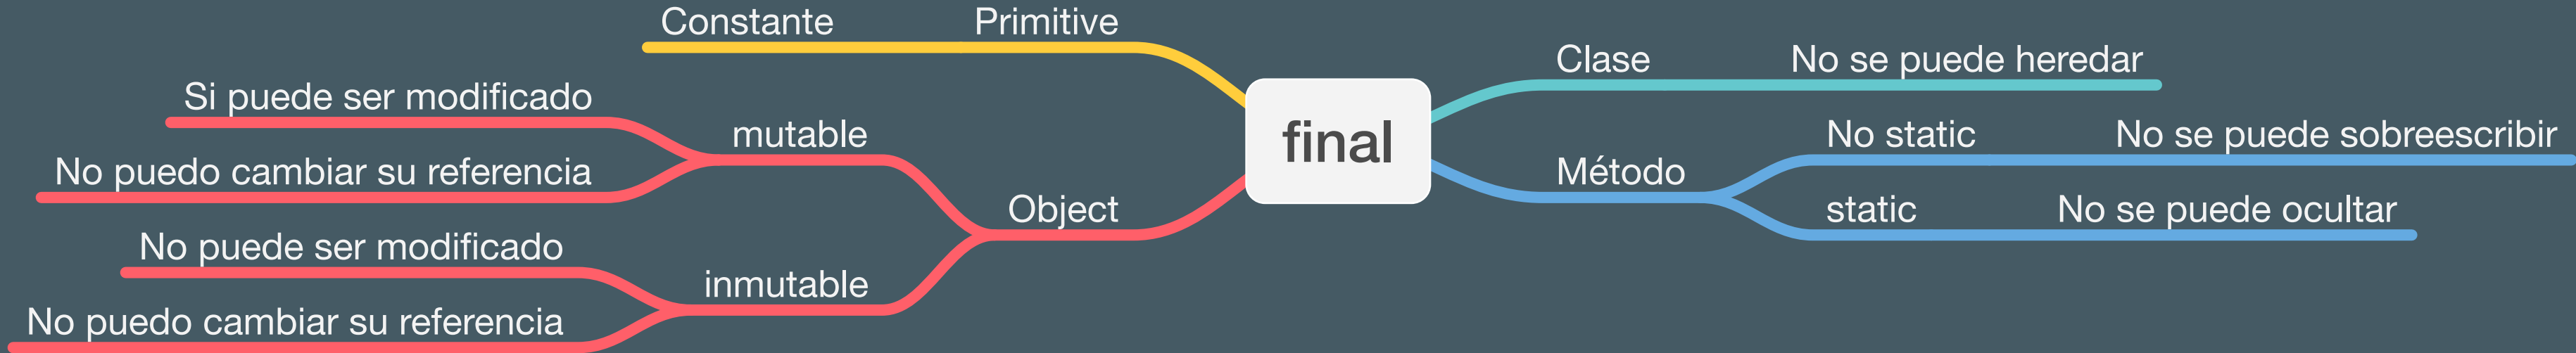 final
Primitive
Constante
Object
mutable
Si puede ser modificado
No puedo cambiar su referencia
inmutable
No puede ser modificado
No puedo cambiar su referencia
Clase
No se puede heredar
Método
No static
No se puede sobreescribir
static
No se puede ocultar